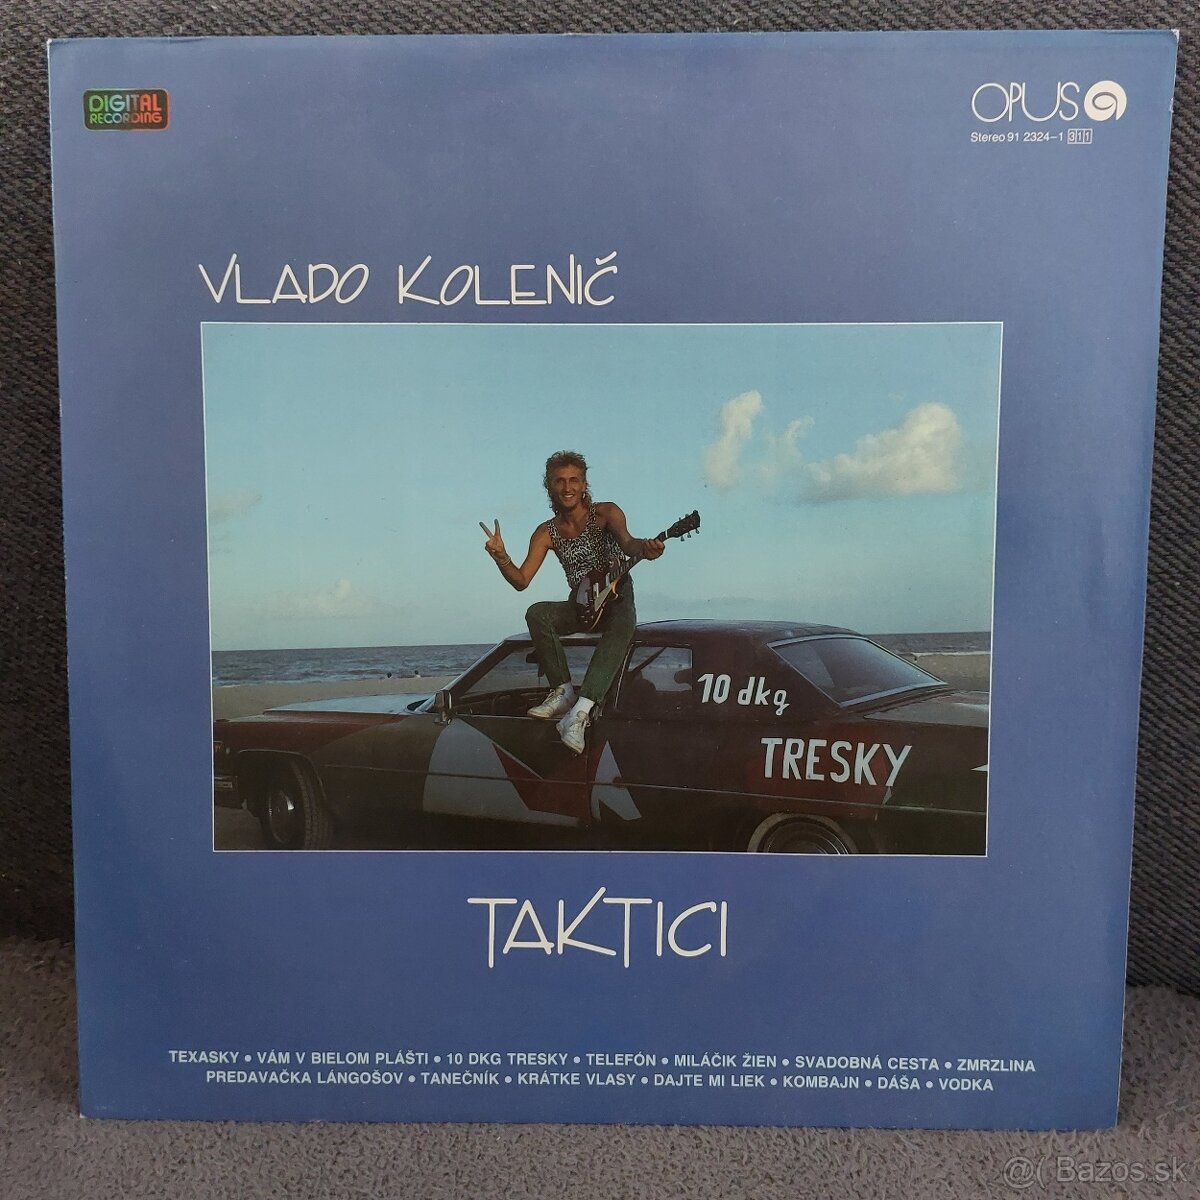 DIGITAL
RECORDING
OPUS
Stereo 91 2324-1 311
VLADO KOLENIČ
10 dkg
TRESKY
TAKTICI
TEXASKY • VÁM V BIELOM PLÁŠTI • 10 DKG TRESKY • TELEFÓN • MILÁČIK ŽIEN • SVADOBNÁ CESTA • ZMRZLINA
PREDAVAČKA LÁNGOŠOV • TANEČNÍK • KRÁTKE VLASY • DAJTE MI LIEK • KOMBAJN • DÁŠA • VODKA
@( Bazos.sk